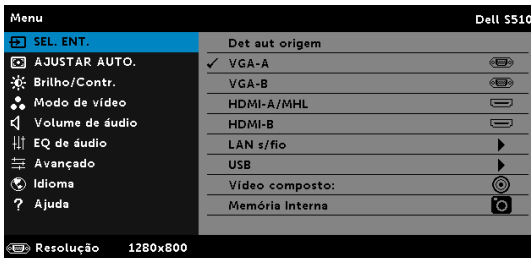 Menu
Dell S510
SEL. ENT.
AJUSTAR AUTO.
Brilho/Contr.
Modo de vídeo
Volume de áudio
EQ de áudio
Avançado
Idioma
? Ajuda
Det aut origem
✓ VGA-A
VGA-B
HDMI-A/MHL
HDMI-B
LAN s/fio
USB
Vídeo composto:
Memória Interna
Resolução 1280x800